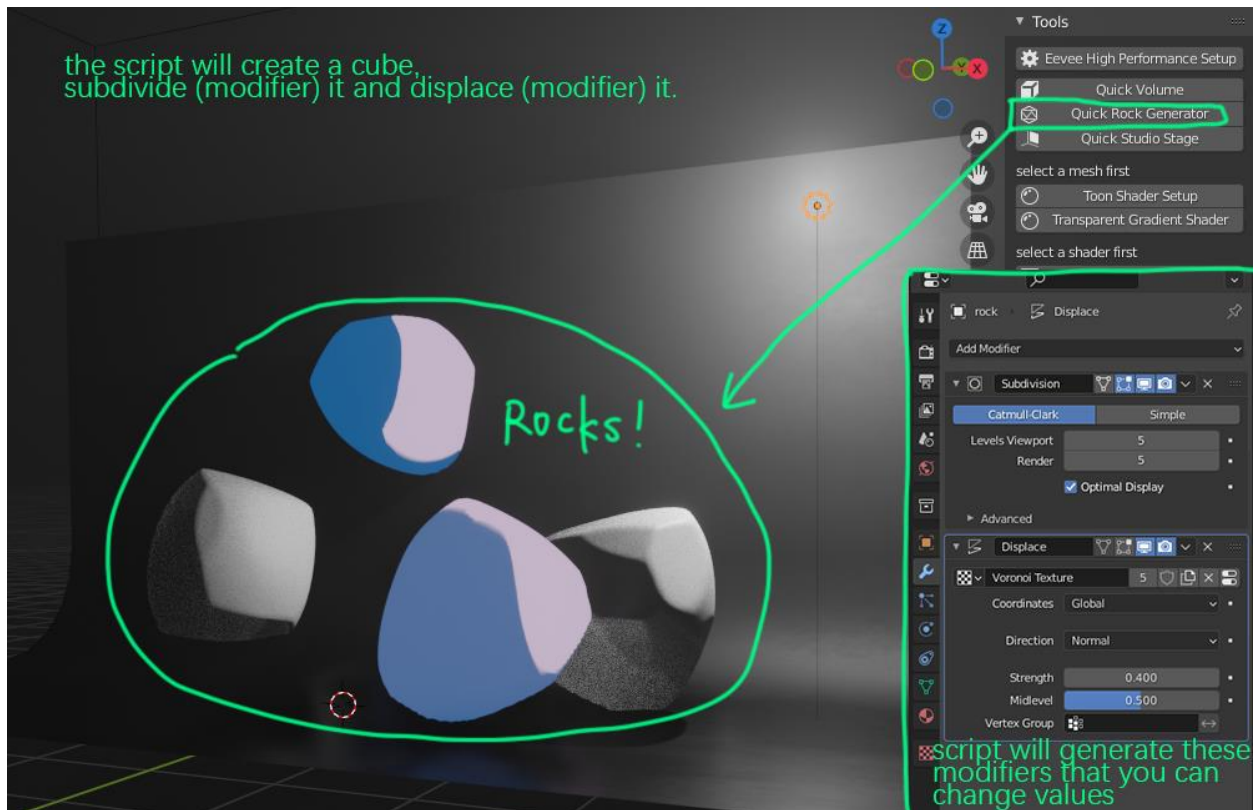 the script will create a cube,
subdivide (modifier) it and displace (modifier) it.
Z
Y
X
Tools
Eevee High Performance Setup
Quick Volume
Quick Rock Generator
Quick Studio Stage
select a mesh first
Toon Shader Setup
Transparent Gradient Shader
select a shader first
Rocks!
rock
Displace
Add Modifier
Subdivision
Catmull-Clark
Simple
Levels Viewport
5
Render
5
Optimal Display
Advanced
Displace
Voronoi Texture
5
Coordinates
Global
Direction
Normal
Strength
0.400
Midlevel
0.500
Vertex Group
script will generate these
modifiers that you can
change values